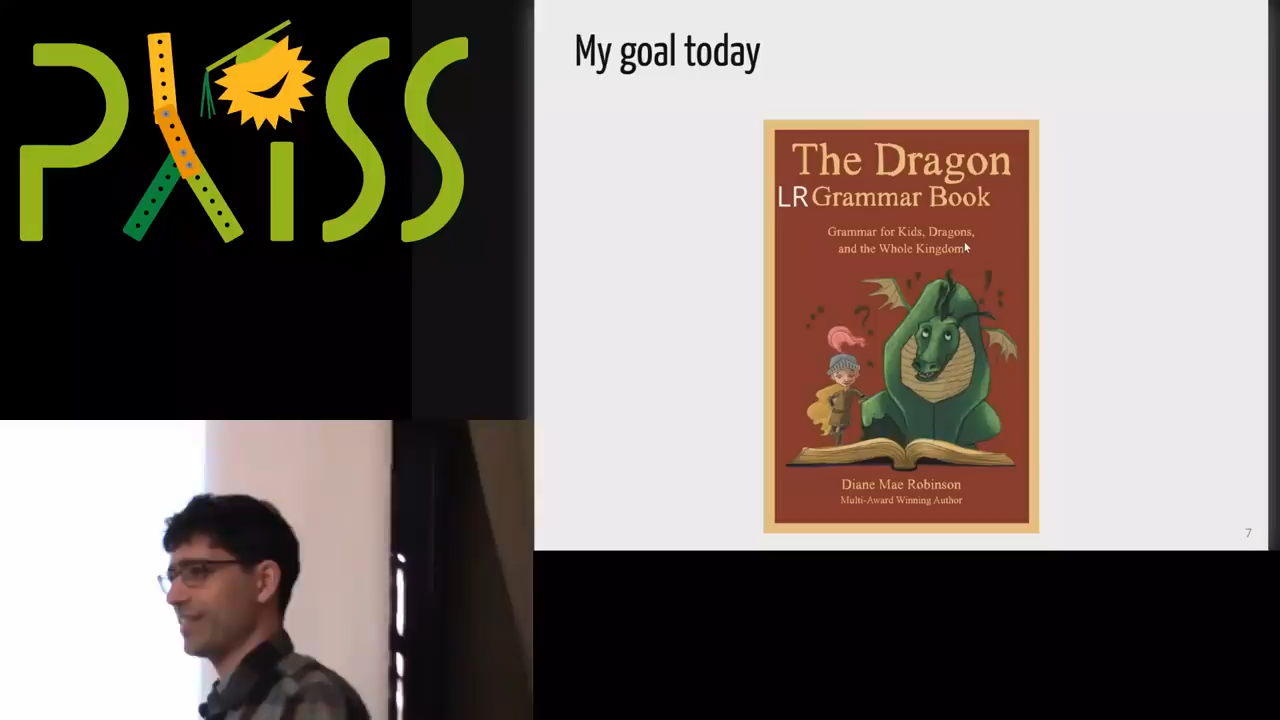 PλiSS
My goal today
The Dragon
LR Grammar Book
Grammar for Kids, Dragons,
and the Whole Kingdom
Diane Mae Robinson
Multi-Award Winning Author
7